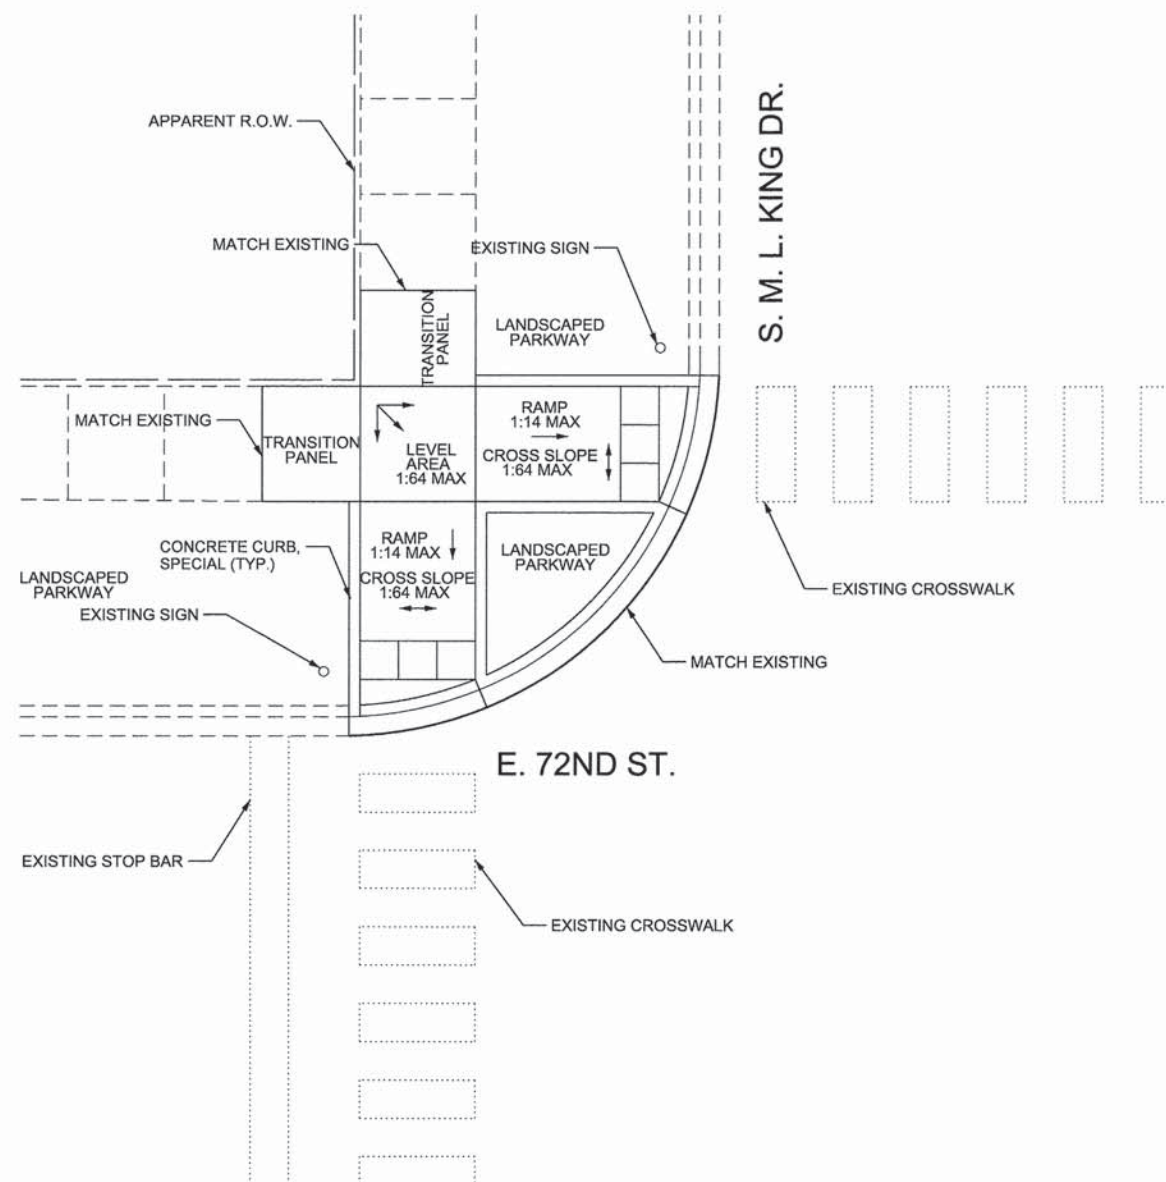 APPARENT R.O.W.
S. M. L. KING DR.
MATCH EXISTING
EXISTING SIGN
TRANSITION
PANEL
LANDSCAPED
PARKWAY
MATCH EXISTING
TRANSITION
PANEL
LEVEL
AREA
1:64 MAX
RAMP
1:14 MAX
CROSS SLOPE
1:64 MAX
CONCRETE CURB,
SPECIAL (TYP.)
RAMP
1:14 MAX
CROSS SLOPE
1:64 MAX
LANDSCAPED
PARKWAY
LANDSCAPED
PARKWAY
EXISTING SIGN
EXISTING CROSSWALK
MATCH EXISTING
E. 72ND ST.
EXISTING STOP BAR
EXISTING CROSSWALK